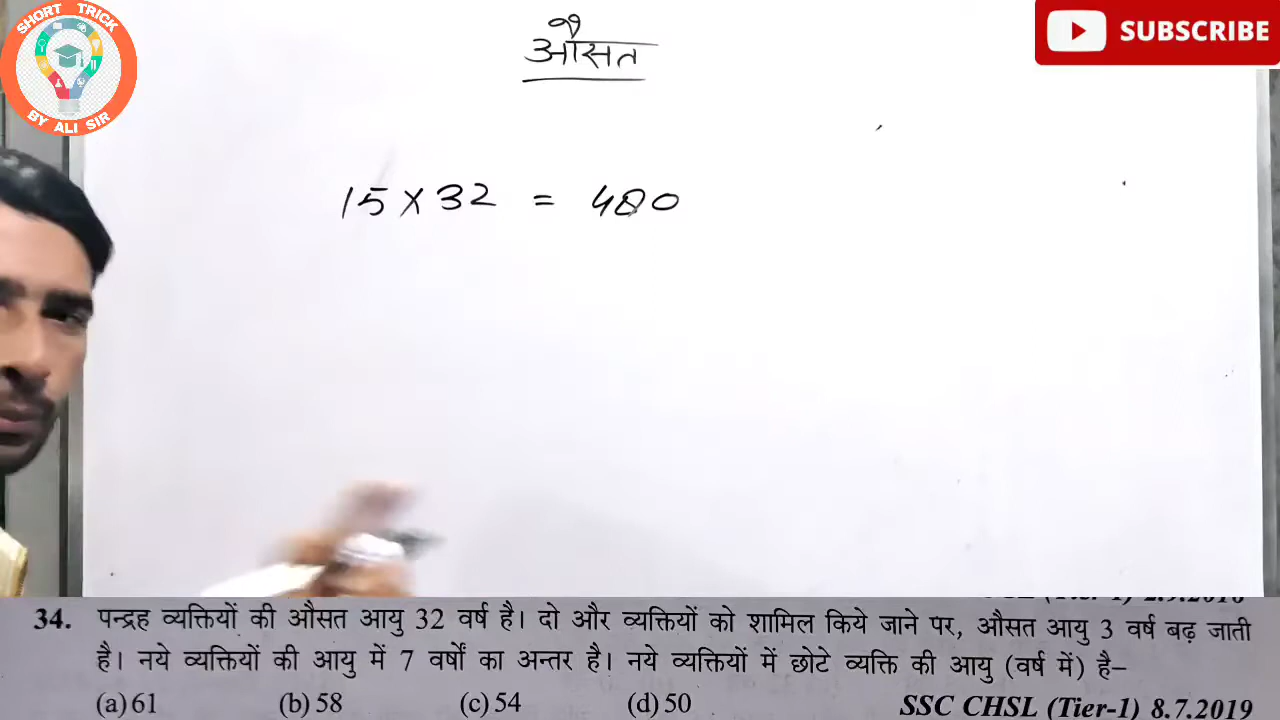 SHORT TRICK
BY ALI SIR
SUBSCRIBE
औसत
15 × 32 = 480
34. पन्द्रह व्यक्तियों की औसत आयु 32 वर्ष है। दो और व्यक्तियों को शामिल किये जाने पर, औसत आयु 3 वर्ष बढ़ जाती
है। नये व्यक्तियों की आयु में 7 वर्षों का अन्तर है। नये व्यक्तियों में छोटे व्यक्ति की आयु (वर्ष में) है–
(a) 61 (b) 58 (c) 54 (d) 50 SSC CHSL (Tier-1) 8.7.2019